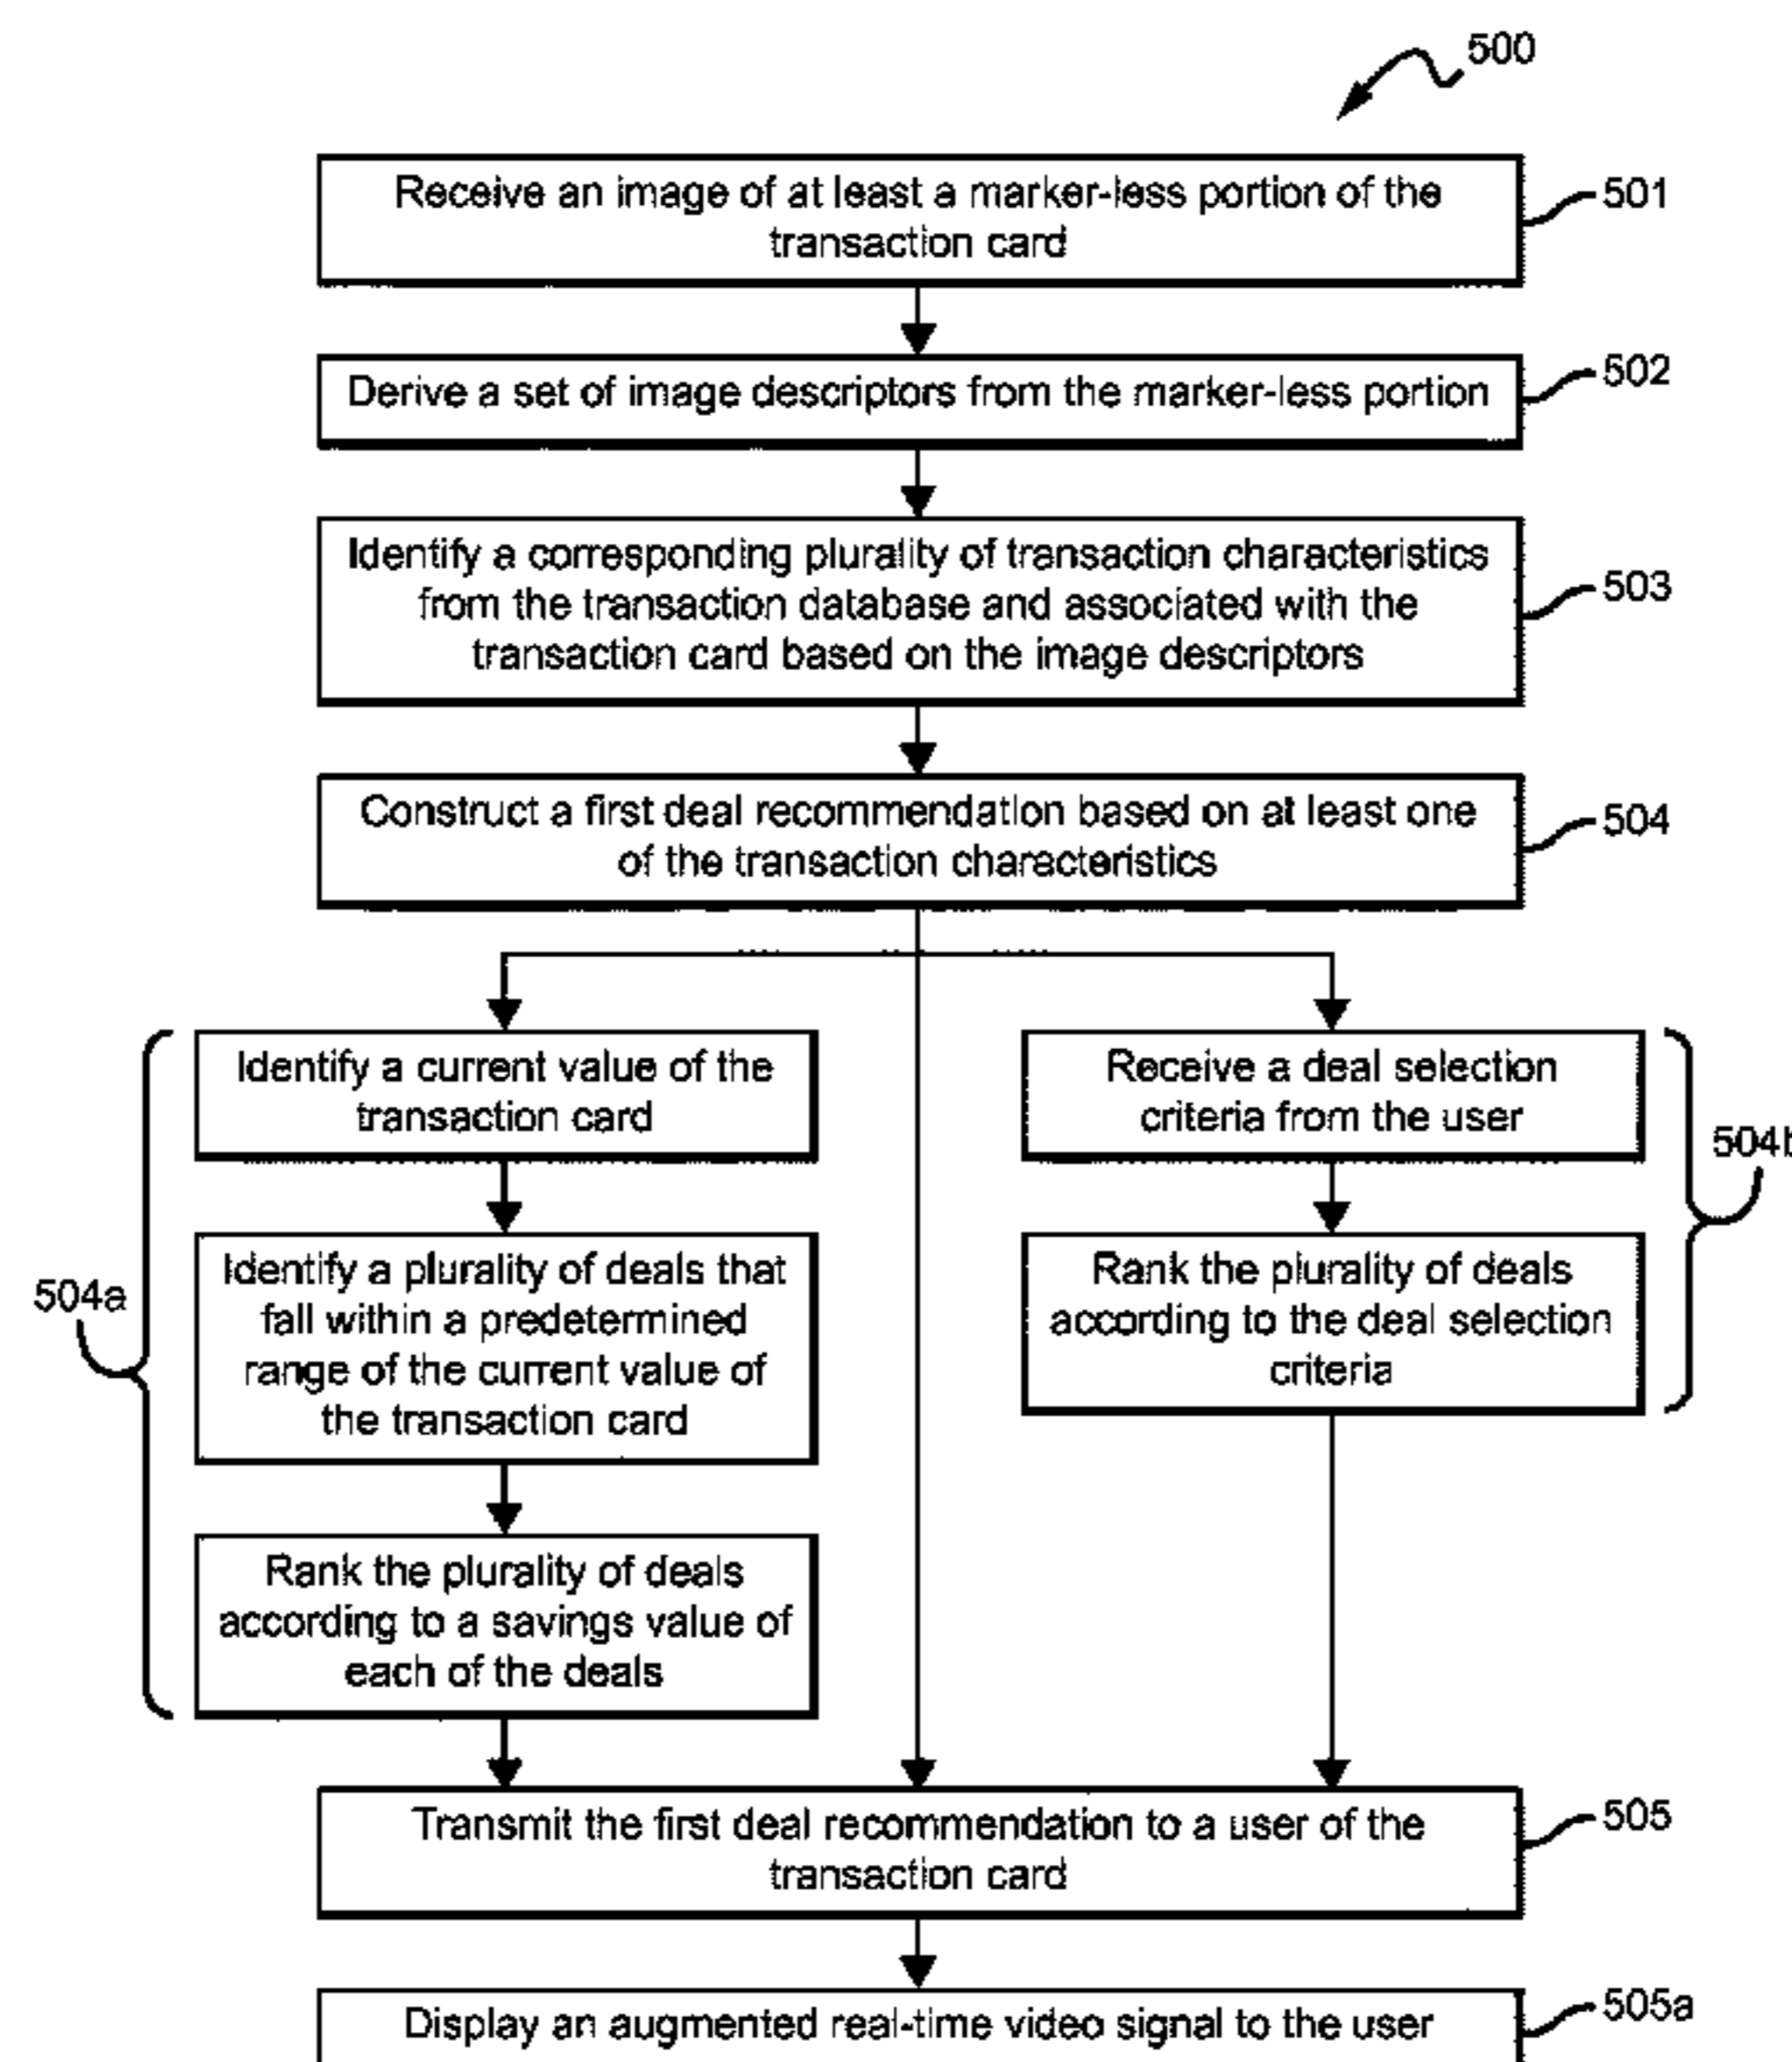 500
Receive an image of at least a marker-less portion of the
transaction card
501
Derive a set of image descriptors from the marker-less portion
502
Identify a corresponding plurality of transaction characteristics
from the transaction database and associated with the
transaction card based on the image descriptors
503
Construct a first deal recommendation based on at least one
of the transaction characteristics
504
504a
Identify a current value of the
transaction card
Identify a plurality of deals that
fall within a predetermined
range of the current value of
the transaction card
Rank the plurality of deals
according to a savings value of
each of the deals
Receive a deal selection
criteria from the user
Rank the plurality of deals
according to the deal selection
criteria
504b
Transmit the first deal recommendation to a user of the
transaction card
505
Display an augmented real-time video signal to the user
505a